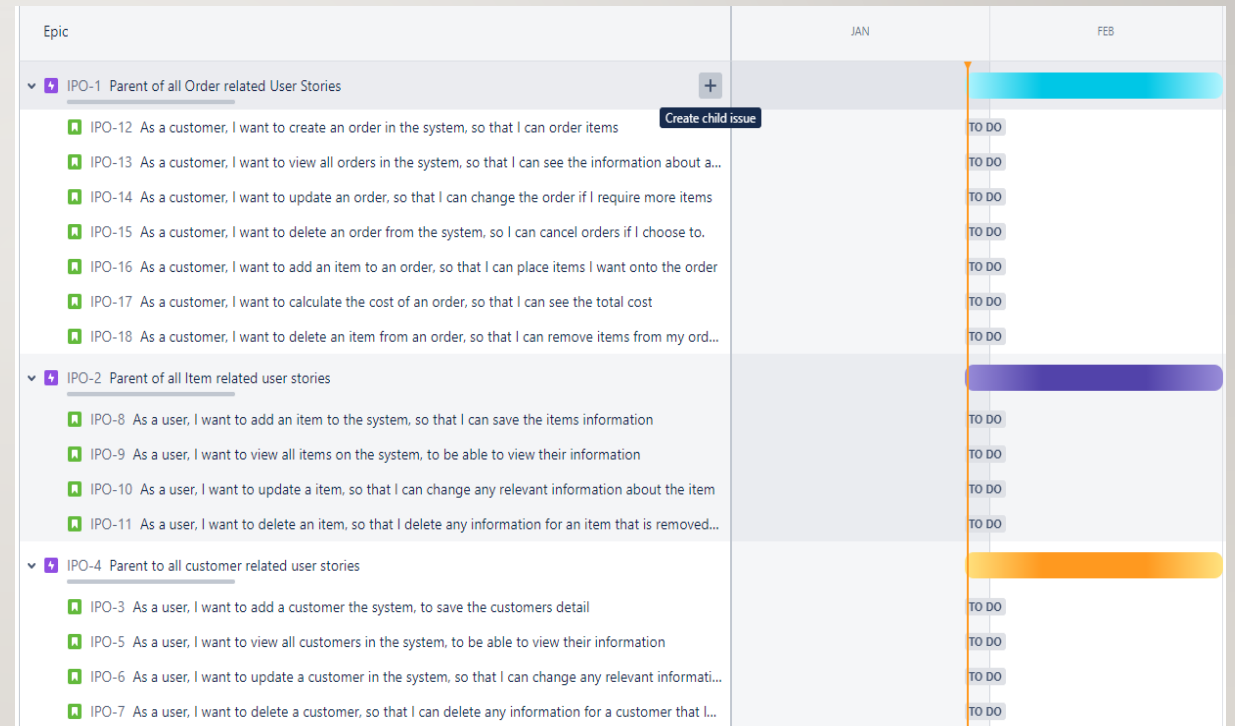 Epic
JAN
FEB
IPO-1 Parent of all Order related User Stories
+
Create child issue
IPO-12 As a customer, I want to create an order in the system, so that I can order items
TO DO
IPO-13 As a customer, I want to view all orders in the system, so that I can see the information about a...
TO DO
IPO-14 As a customer, I want to update an order, so that I can change the order if I require more items
TO DO
IPO-15 As a customer, I want to delete an order from the system, so I can cancel orders if I choose to.
TO DO
IPO-16 As a customer, I want to add an item to an order, so that I can place items I want onto the order
TO DO
IPO-17 As a customer, I want to calculate the cost of an order, so that I can see the total cost
TO DO
IPO-18 As a customer, I want to delete an item from an order, so that I can remove items from my ord...
TO DO
IPO-2 Parent of all Item related user stories
IPO-8 As a user, I want to add an item to the system, so that I can save the items information
TO DO
IPO-9 As a user, I want to view all items on the system, to be able to view their information
TO DO
IPO-10 As a user, I want to update a item, so that I can change any relevant information about the item
TO DO
IPO-11 As a user, I want to delete an item, so that I delete any information for an item that is removed...
TO DO
IPO-4 Parent to all customer related user stories
IPO-3 As a user, I want to add a customer the system, to save the customers detail
TO DO
IPO-5 As a user, I want to view all customers in the system, to be able to view their information
TO DO
IPO-6 As a user, I want to update a customer in the system, so that I can change any relevant informati...
TO DO
IPO-7 As a user, I want to delete a customer, so that I can delete any information for a customer that I...
TO DO